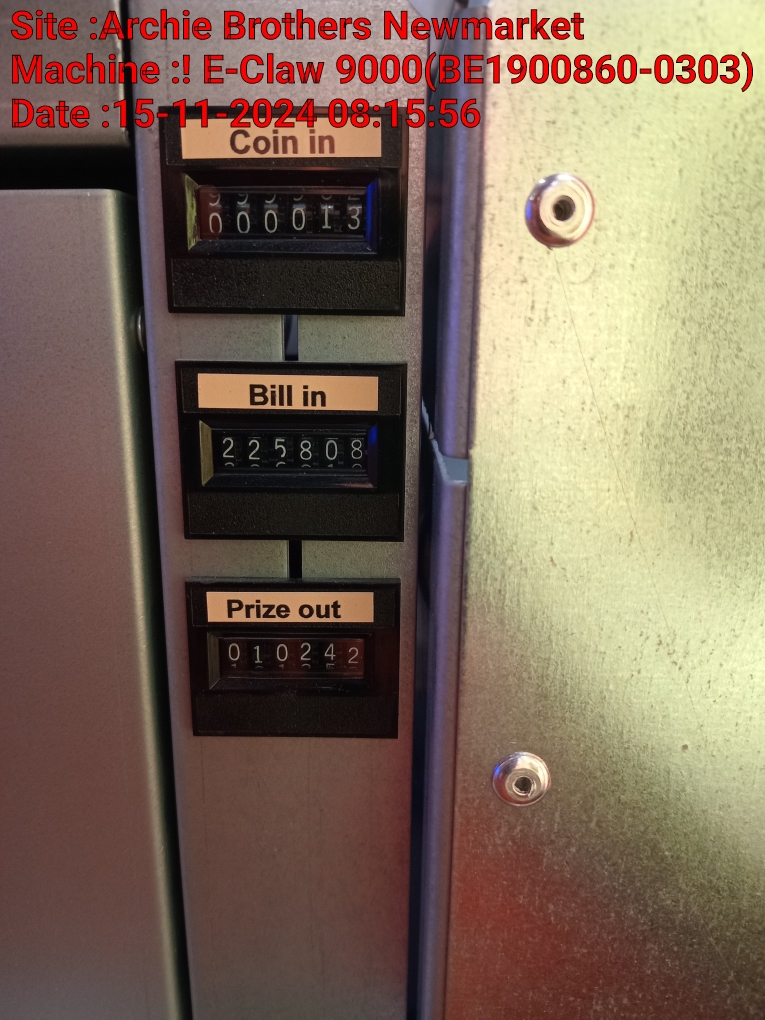 Site :Archie Brothers Newmarket
Machine :! E-Claw 9000(BE1900860-0303)
Date :15-11-2024 08:15:56
Coin in
000013
Bill in
225808
Prize out
010242